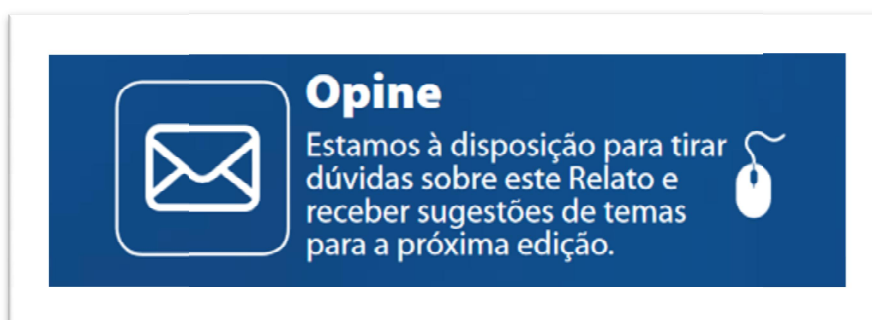 Opine
Estamos à disposição para tirar
dúvidas sobre este Relato e
receber sugestões de temas
para a próxima edição.